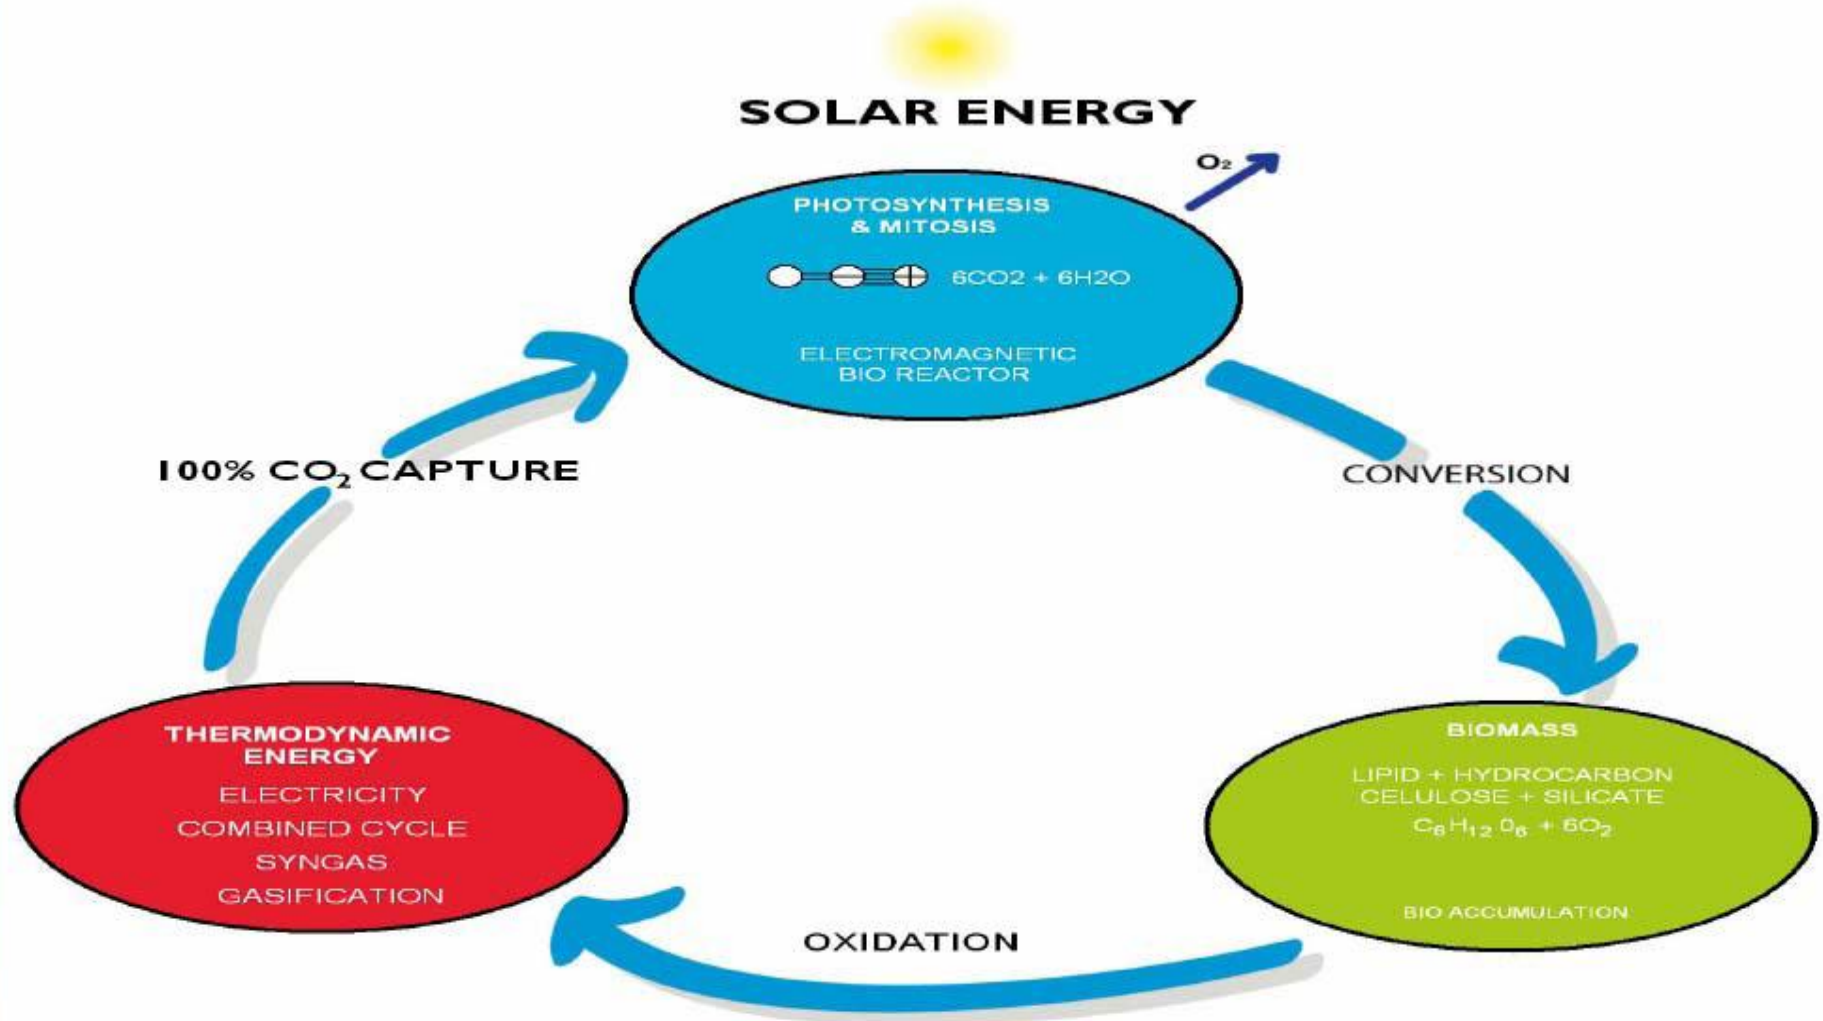 SOLAR ENERGY
O₂
PHOTOSYNTHESIS
& MITOSIS
6CO2 + 6H2O
ELECTROMAGNETIC
BIO REACTOR
100% CO₂ CAPTURE
CONVERSION
THERMODYNAMIC
ENERGY
ELECTRICITY
COMBINED CYCLE
SYNGAS
GASIFICATION
BIOMASS
LIPID + HYDROCARBON
CELULOSE + SILICATE
C₆H₁₂0₆ + 6O₂
BIO ACCUMULATION
OXIDATION